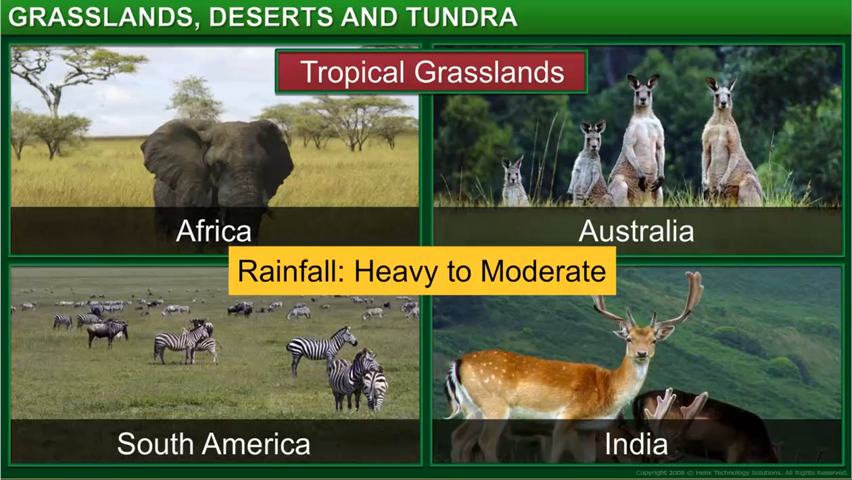 GRASSLANDS, DESERTS AND TUNDRA
Tropical Grasslands
Africa
Australia
Rainfall: Heavy to Moderate
South America
India
Copyright 2008 © Helix Technology Solutions. All Rights Reserved.